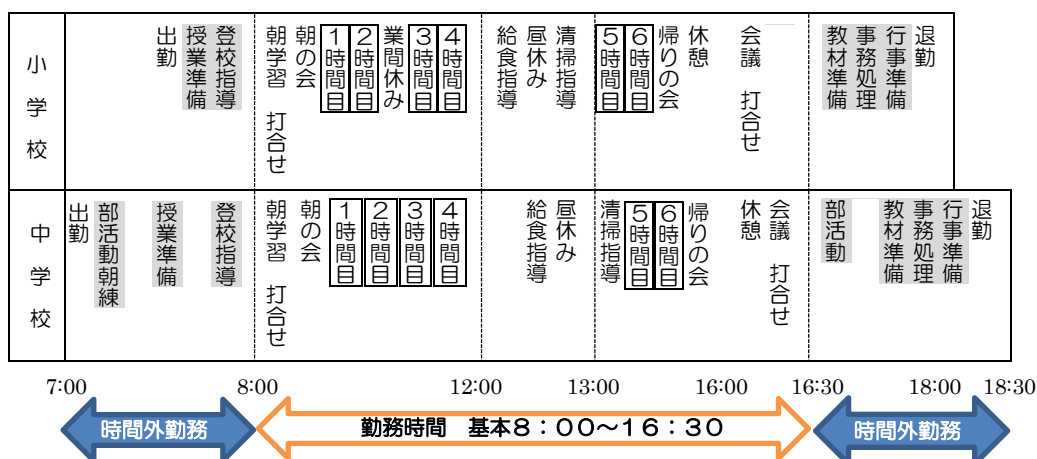 小学校
出勤
授業準備
登校指導
朝学習 打合せ
朝の会
1時間目
2時間目
業間休み
3時間目
4時間目
給食指導
昼休み
清掃指導
5時間目
6時間目
帰りの会
休憩
会議 打合せ
教材準備
事務処理
行事準備
退勤
中学校
出勤
部活動朝練
授業準備
登校指導
朝学習 打合せ
朝の会
1時間目
2時間目
3時間目
4時間目
給食指導
昼休み
清掃指導
5時間目
6時間目
帰りの会
休憩
会議 打合せ
部活動
教材準備
事務処理
行事準備
退勤
7:00 8:00 12:00 13:00 16:00 16:30 18:00 18:30
時間外勤務
勤務時間 基本8:00~16:30
時間外勤務